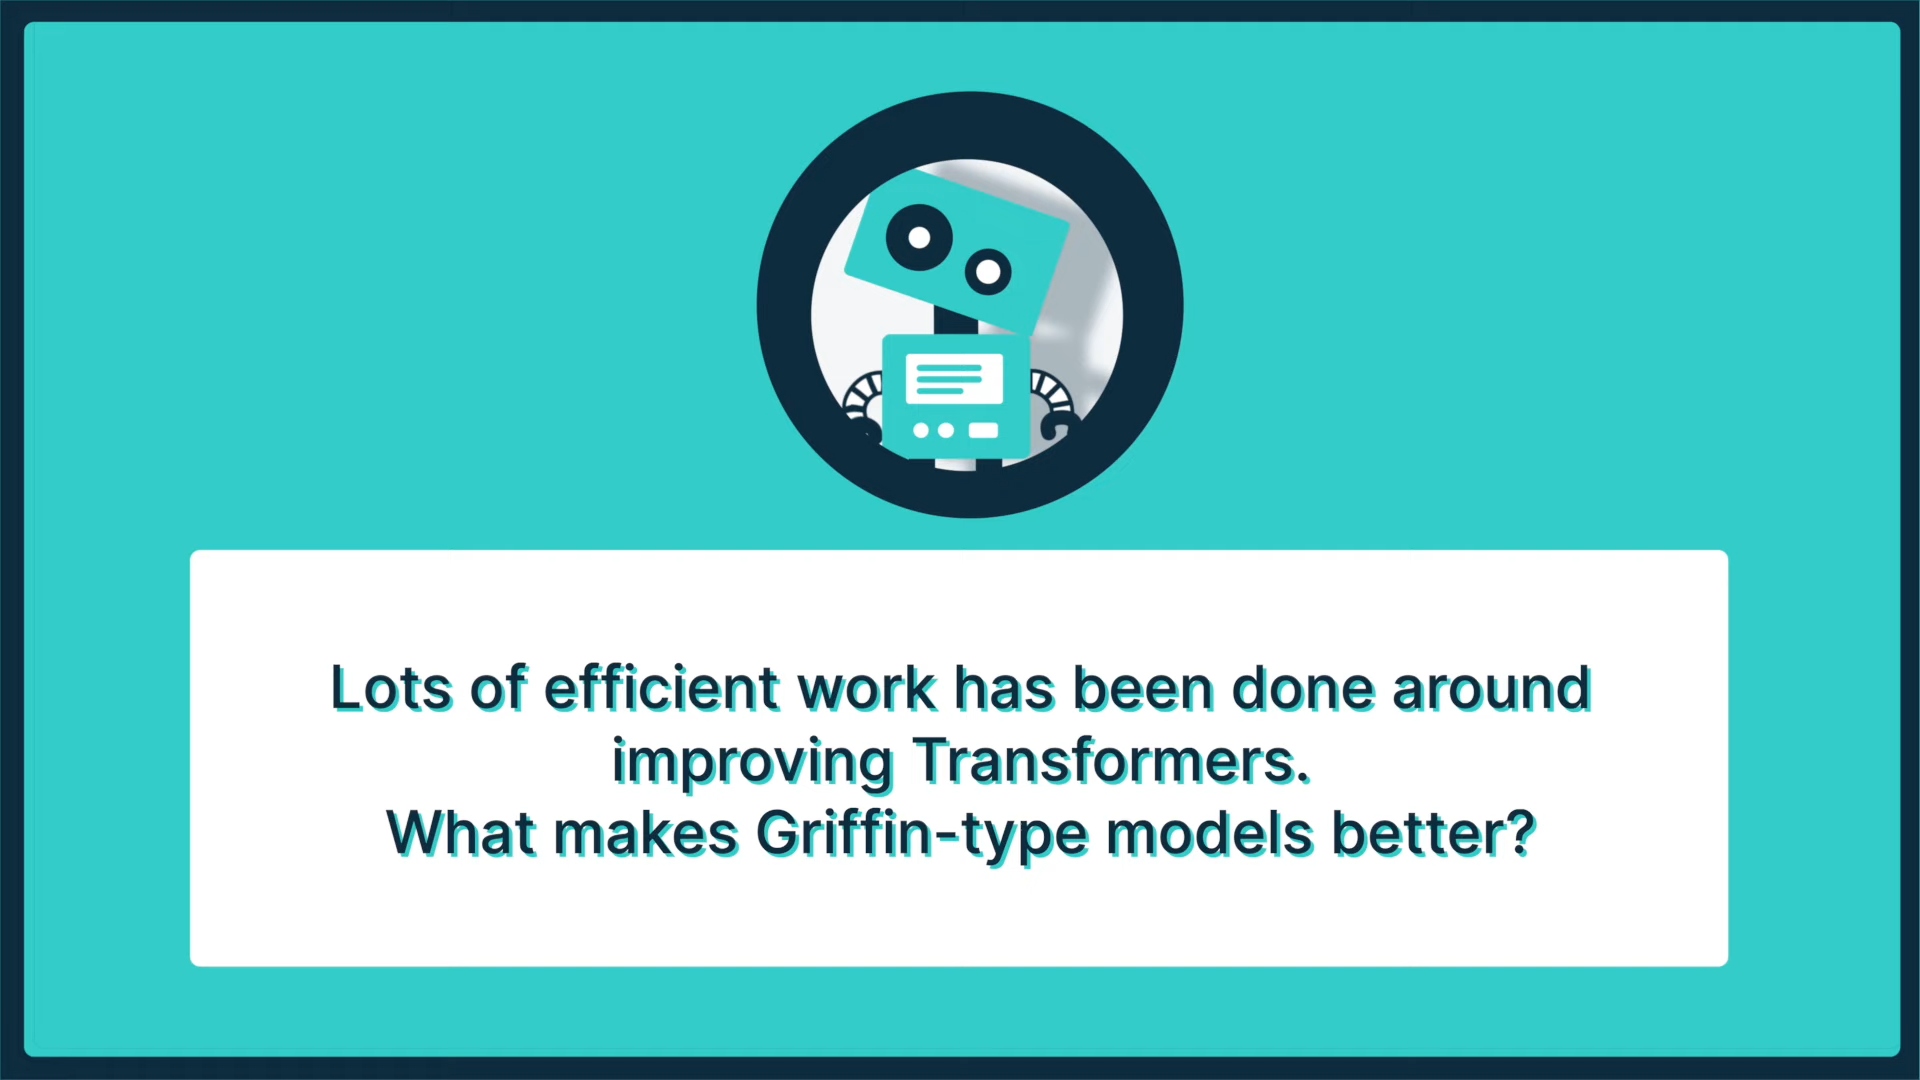 Lots of efficient work has been done around
improving Transformers.
What makes Griffin-type models better?